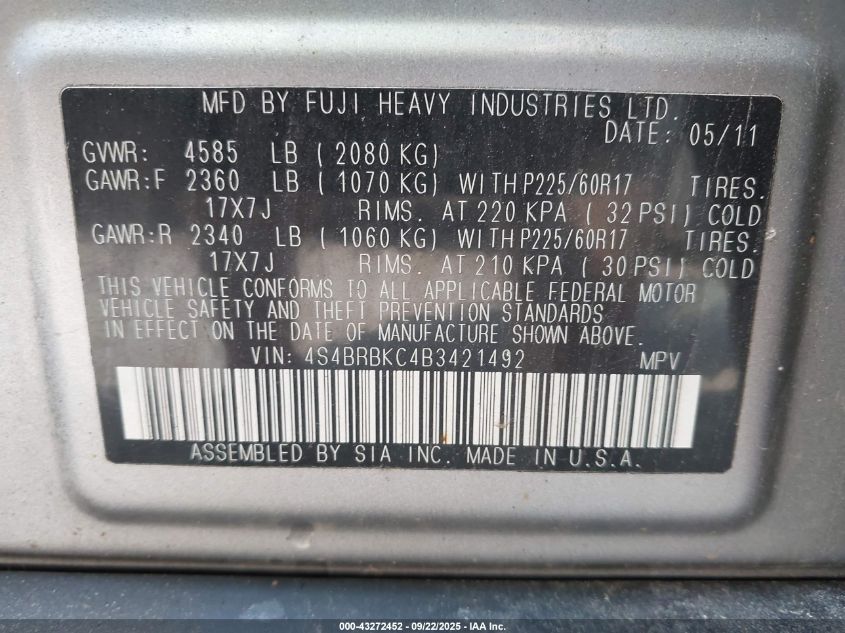 MFD BY FUJI HEAVY INDUSTRIES LTD.
DATE: 05/11
GVWR: 4585 LB ( 2080 KG)
GAWR:F 2360 LB ( 1070 KG) WITH P225/60R17 TIRES.
17X7J RIMS. AT 220 KPA ( 32 PSI) COLD
GAWR:R 2340 LB ( 1060 KG) WITH P225/60R17 TIRES.
17X7J RIMS. AT 210 KPA ( 30 PSI) COLD
THIS VEHICLE CONFORMS TO ALL APPLICABLE FEDERAL MOTOR
VEHICLE SAFETY AND THEFT PREVENTION STANDARDS
IN EFFECT ON THE DATE OF MANUFACTURE SHOWN ABOVE.
VIN: 4S4BRBKC4B3421492 MPV
ASSEMBLED BY SIA INC. MADE IN U.S.A.
000-43272452 - 09/22/2025 - IAA Inc.